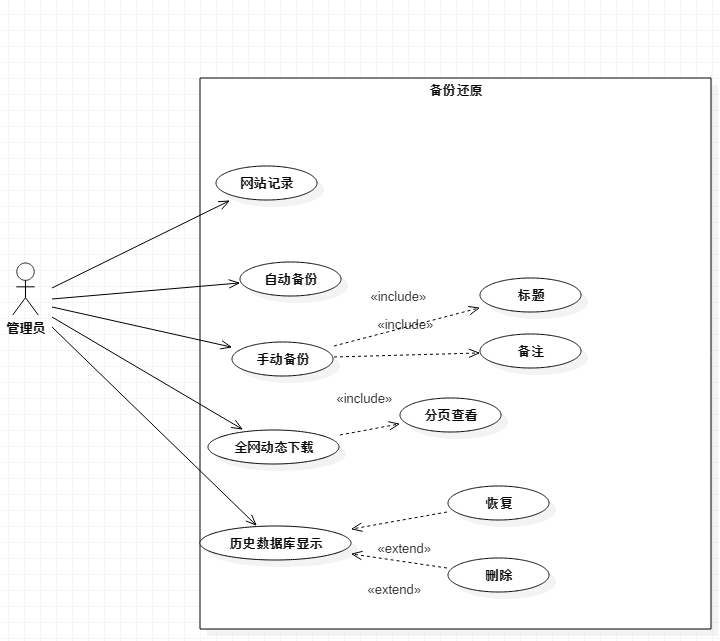 备份还原
网站记录
自动备份
«include»
标题
«include»
管理员
手动备份
备注
«include»
分页查看
全网动态下载
恢复
历史数据库显示
«extend»
删除
«extend»